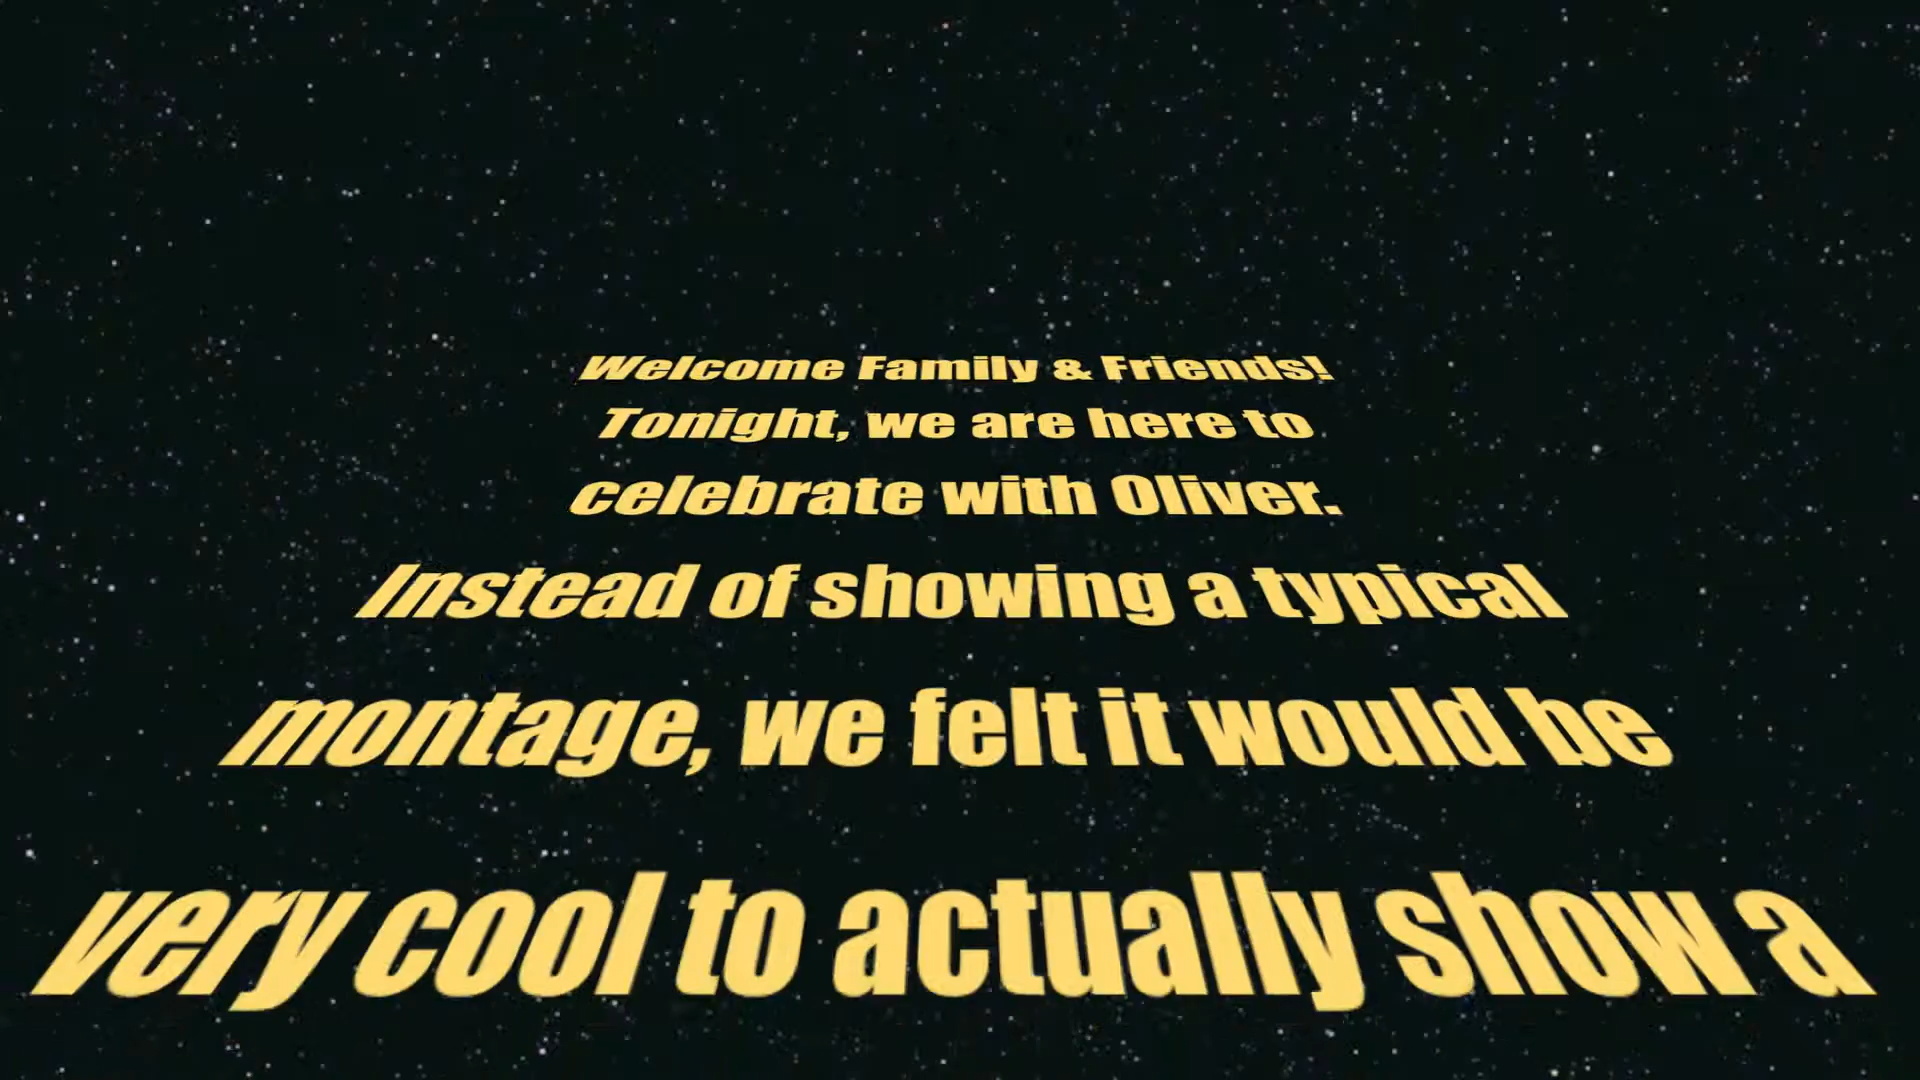 Welcome Family & Friends!
Tonight, we are here to
celebrate with Oliver.
Instead of showing a typical
montage, we felt it would be
very cool to actually show a